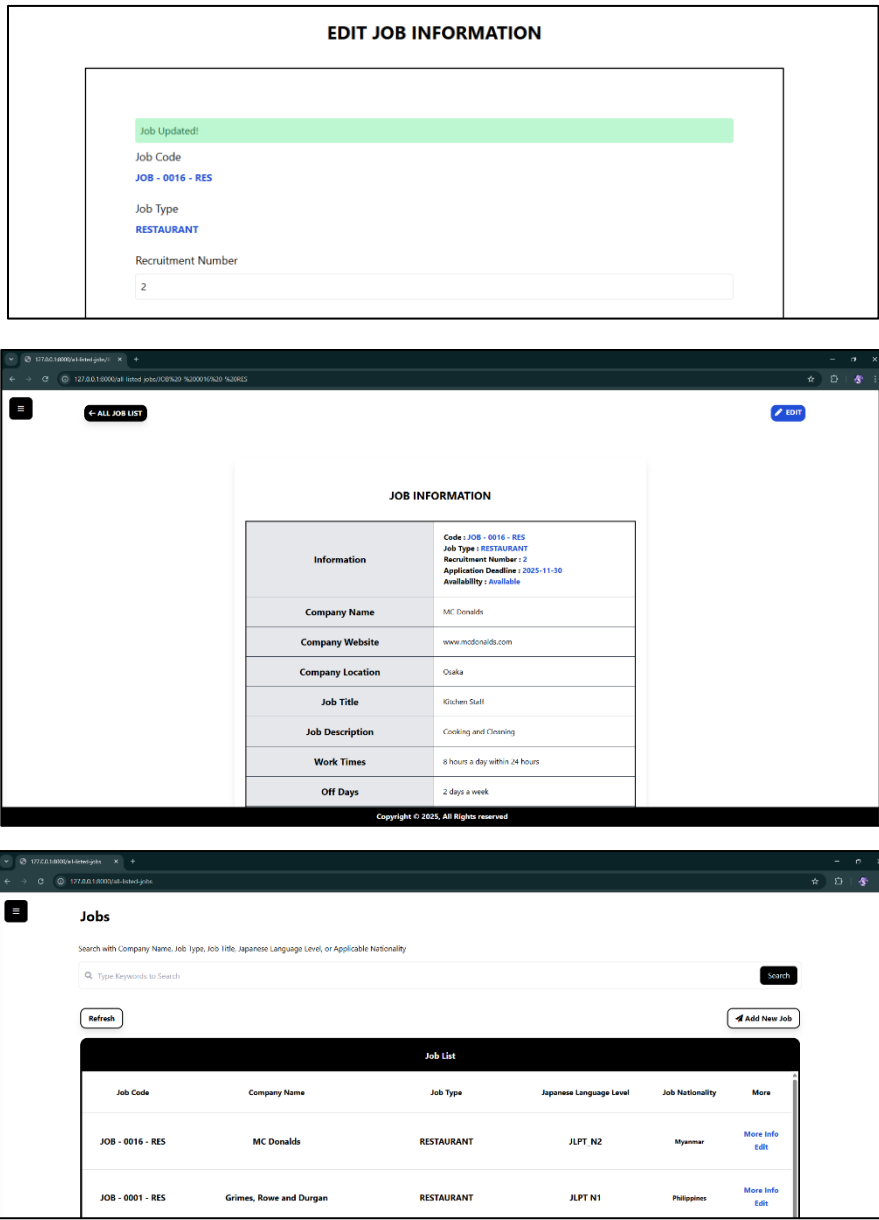 EDIT JOB INFORMATION
Job Updated!
Job Code
JOB - 0016 - RES
Job Type
RESTAURANT
Recruitment Number
2
127.0.0.1:8000/all-listed-jobs/JOB%20-%200016%20-%20RES
← ALL JOB LIST
EDIT
JOB INFORMATION
Information
Code : JOB - 0016 - RES
Job Type : RESTAURANT
Recruitment Number : 2
Application Deadline : 2025-11-30
Availability : Available
Company Name
MC Donalds
Company Website
www.mcdonalds.com
Company Location
Osaka
Job Title
Kitchen Staff
Job Description
Cooking and Cleaning
Work Times
8 hours a day within 24 hours
Off Days
2 days a week
Copyright © 2025, All Rights reserved
127.0.0.1:8000/all-listed-jobs
127.0.0.1:8000/all-listed-jobs
Jobs
Search with Company Name, Job Type, Job Title, Japanese Language Level, or Applicable Nationality
Type Keywords to Search
Search
Refresh
Add New Job
Job List
Job Code Company Name Job Type Japanese Language Level Job Nationality More
JOB - 0016 - RES MC Donalds RESTAURANT JLPT N2 Myanmar More Info
Edit
JOB - 0001 - RES Grimes, Rowe and Durgan RESTAURANT JLPT N1 Philippines More Info
Edit